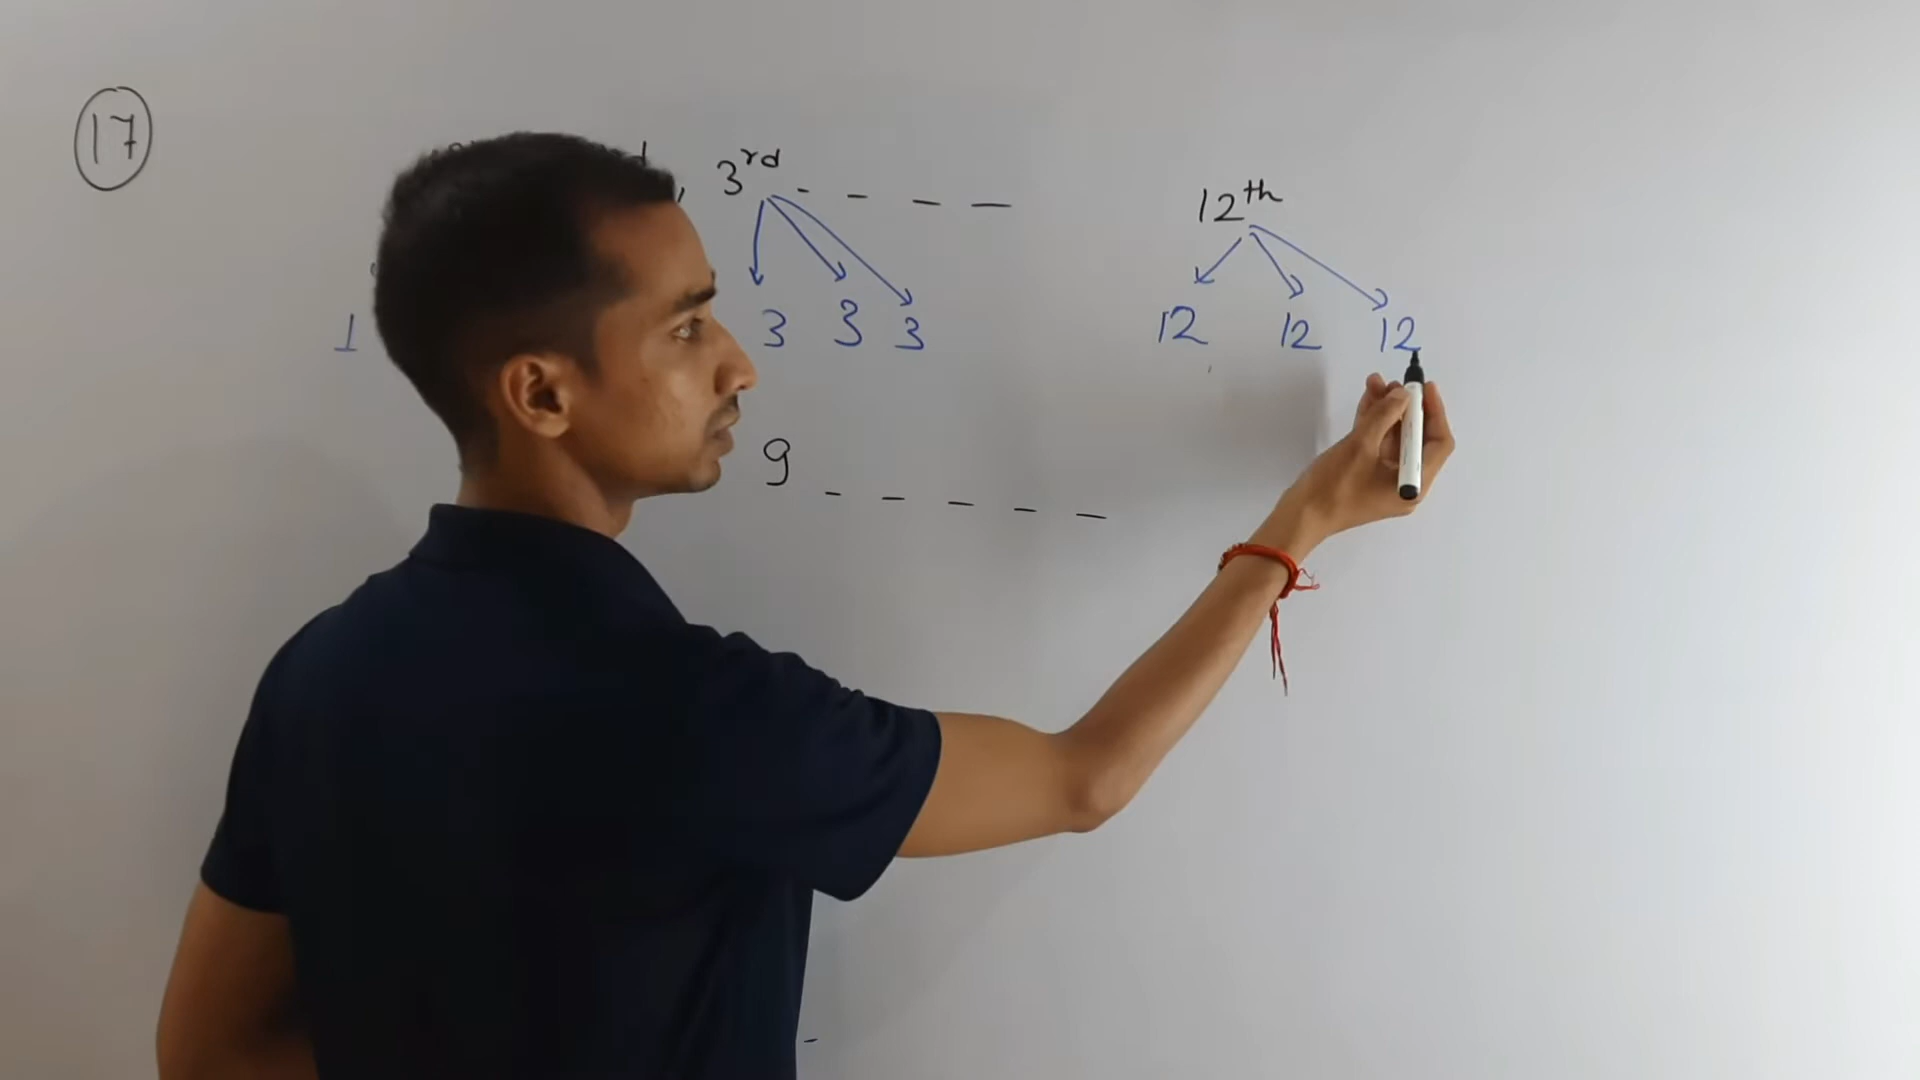 17
, 3rd - - - - 12th
1 3 3 3 12 12 12
9 - - - - -
-